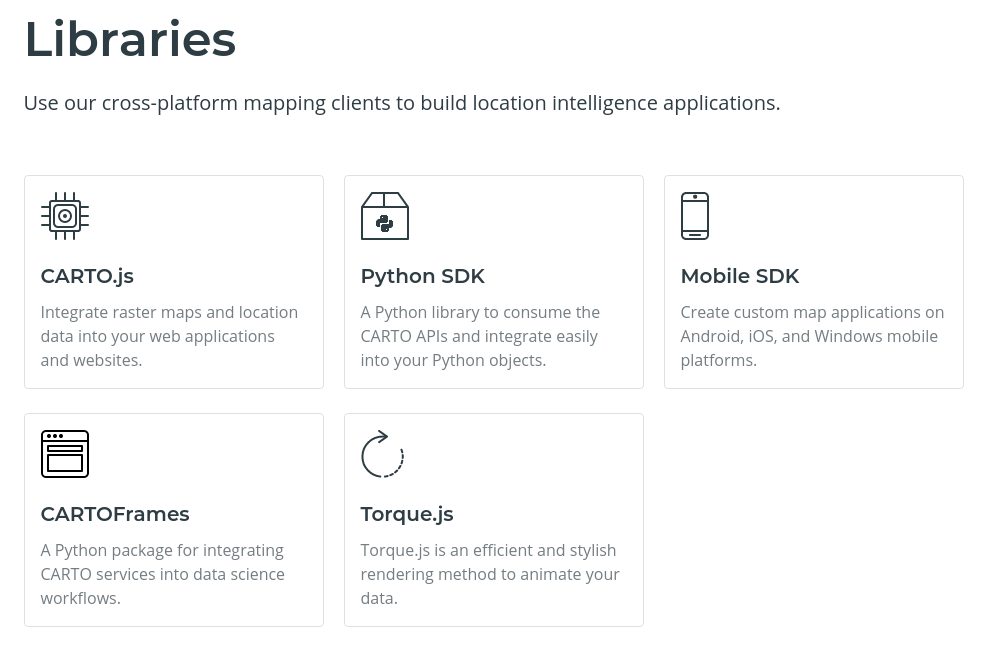 Libraries
Use our cross-platform mapping clients to build location intelligence applications.
CARTO.js
Integrate raster maps and location
data into your web applications
and websites.
Python SDK
A Python library to consume the
CARTO APIs and integrate easily
into your Python objects.
Mobile SDK
Create custom map applications on
Android, iOS, and Windows mobile
platforms.
CARTOFrames
A Python package for integrating
CARTO services into data science
workflows.
Torque.js
Torque.js is an efficient and stylish
rendering method to animate your
data.